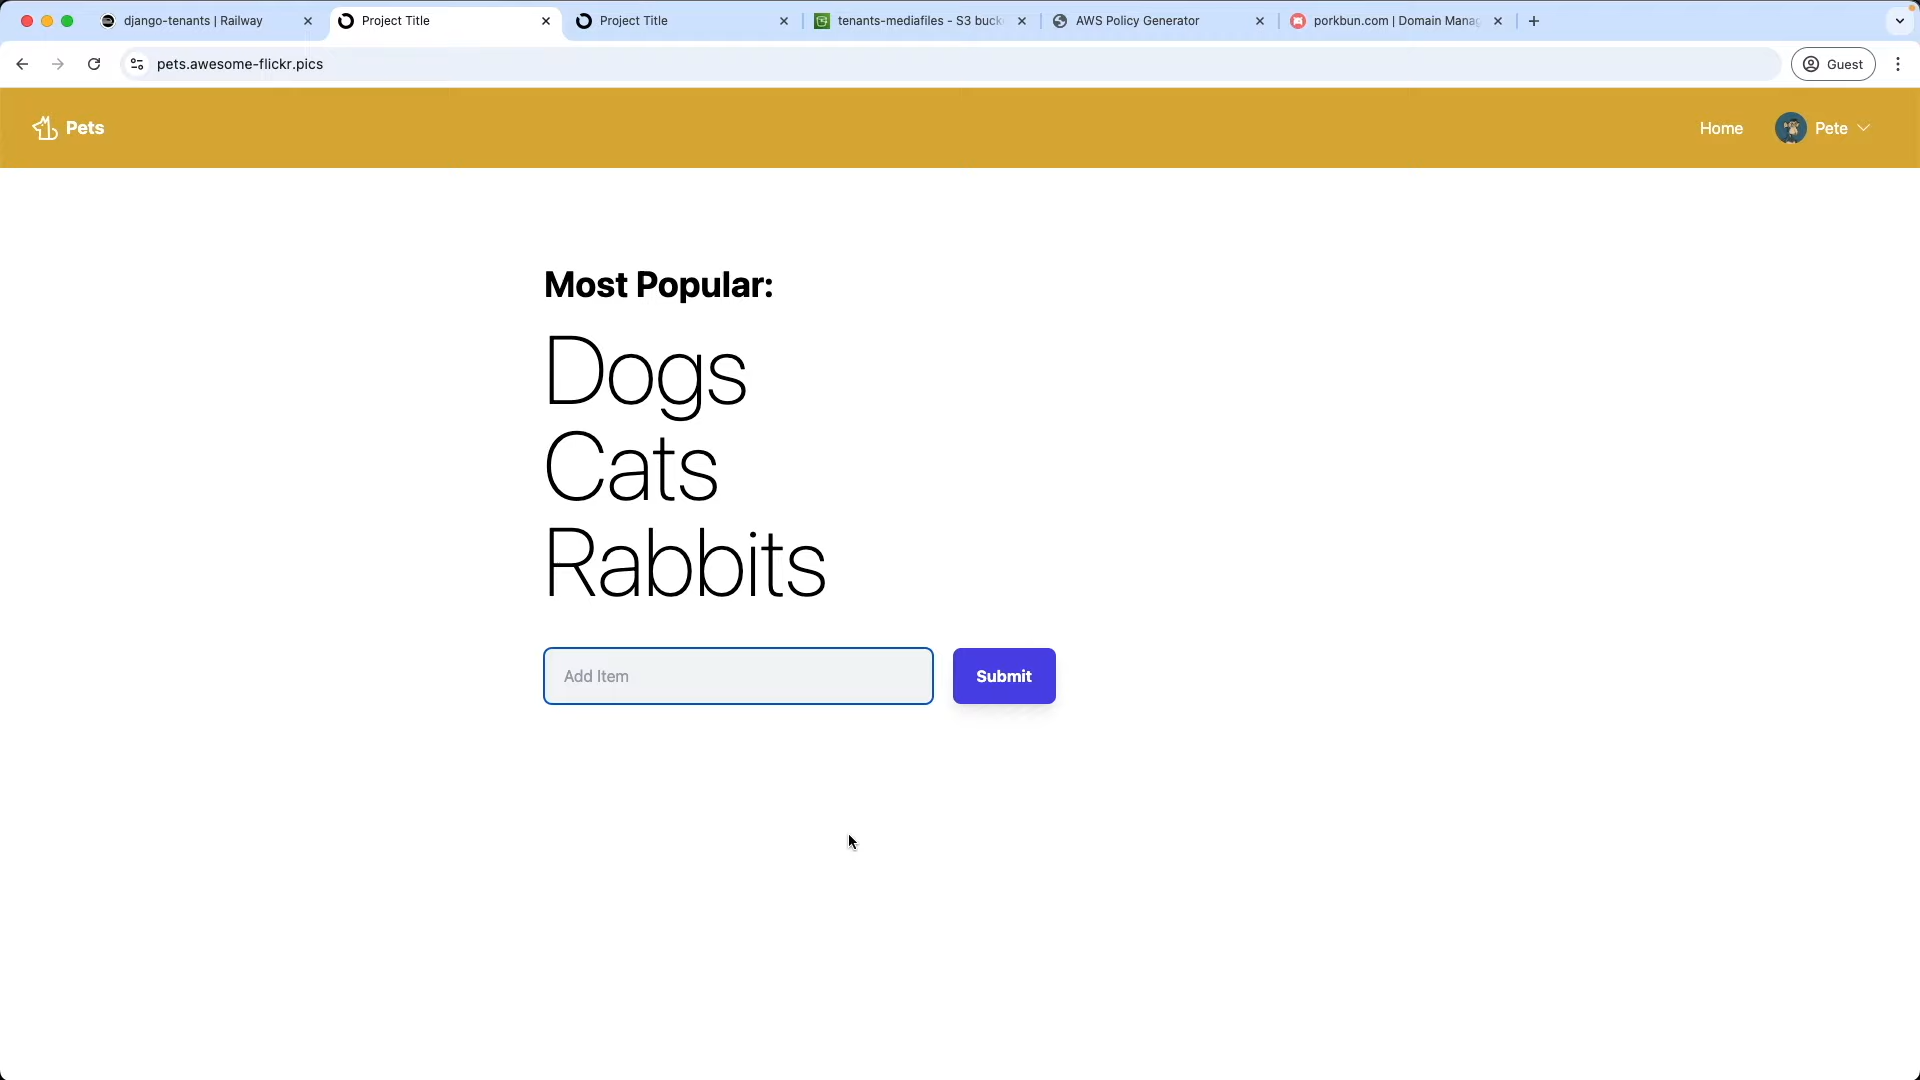 django-tenants | Railway
Project Title
Project Title
tenants-mediafiles - S3 buck
AWS Policy Generator
porkbun.com | Domain Manag
pets.awesome-flickr.pics
Guest
Pets
Home
Pete
Most Popular:
Dogs
Cats
Rabbits
Add Item
Submit